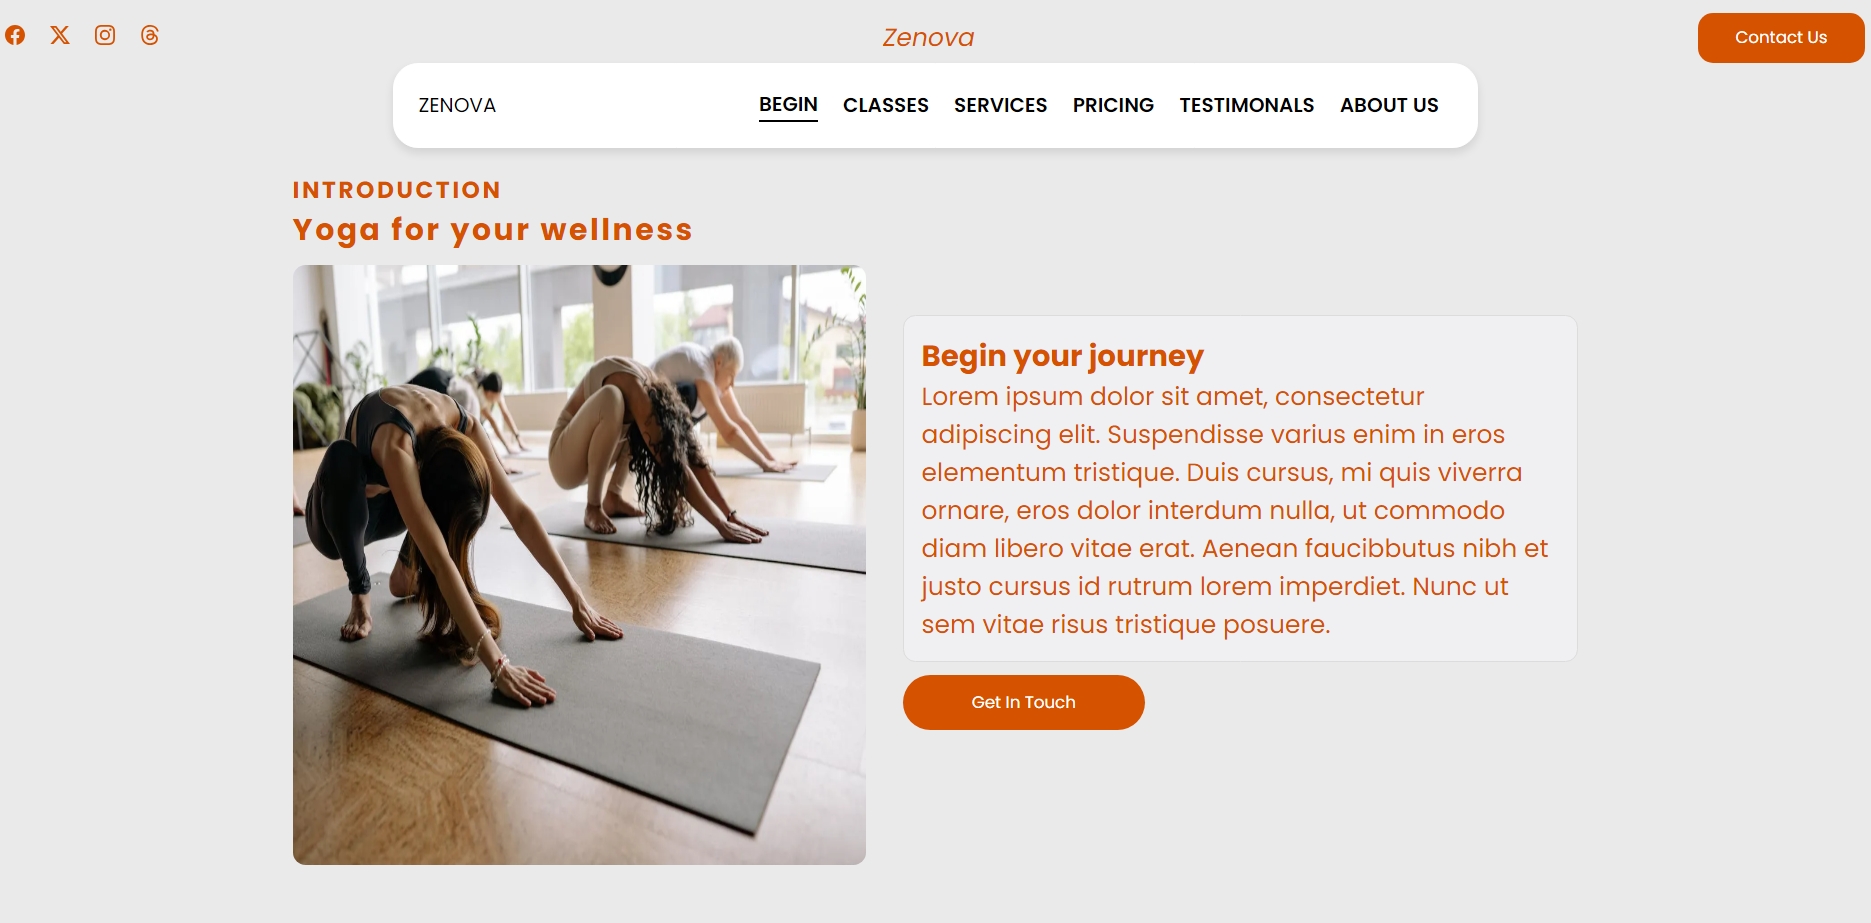 Zenova
Contact Us
ZENOVA
BEGIN
CLASSES
SERVICES
PRICING
TESTIMONALS
ABOUT US
INTRODUCTION
Yoga for your wellness
Begin your journey
Lorem ipsum dolor sit amet, consectetur
adipiscing elit. Suspendisse varius enim in eros
elementum tristique. Duis cursus, mi quis viverra
ornare, eros dolor interdum nulla, ut commodo
diam libero vitae erat. Aenean faucibbutus nibh et
justo cursus id rutrum lorem imperdiet. Nunc ut
sem vitae risus tristique posuere.
Get In Touch